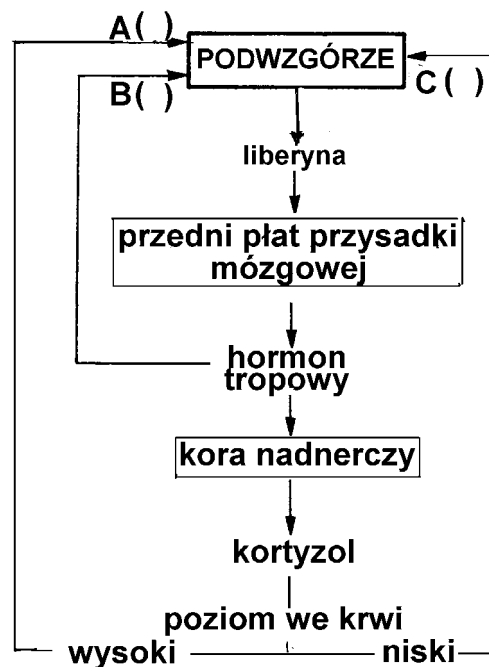 A( )
PODWZGÓRZE
B( )
C( )
liberyna
przedni płat przysadki
mózgowej
hormon
tropowy
kora nadnerczy
kortyzol
poziom we krwi
wysoki
niski